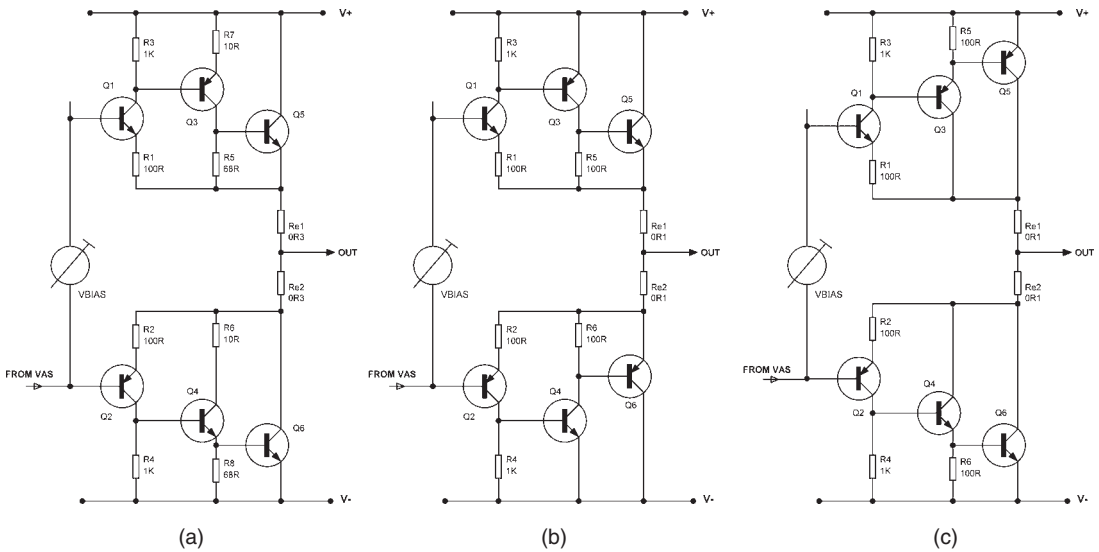 V+
R3
1K
R7
10R
Q1
Q3
Q5
R1
100R
R5
68R
Re1
0R3
OUT
Re2
0R3
VBIAS
R2
100R
R6
10R
FROM VAS
Q2
Q4
Q6
R4
1K
R8
68R
V-
(a)
V+
R3
1K
Q1
Q3
Q5
R1
100R
R5
100R
Re1
0R1
OUT
Re2
0R1
VBIAS
R2
100R
R6
100R
FROM VAS
Q2
Q4
Q6
R4
1K
V-
(b)
V+
R3
1K
R5
100R
Q1
Q3
Q5
R1
100R
Re1
0R1
OUT
Re2
0R1
VBIAS
R2
100R
FROM VAS
Q2
Q4
Q6
R4
1K
R6
100R
V-
(c)